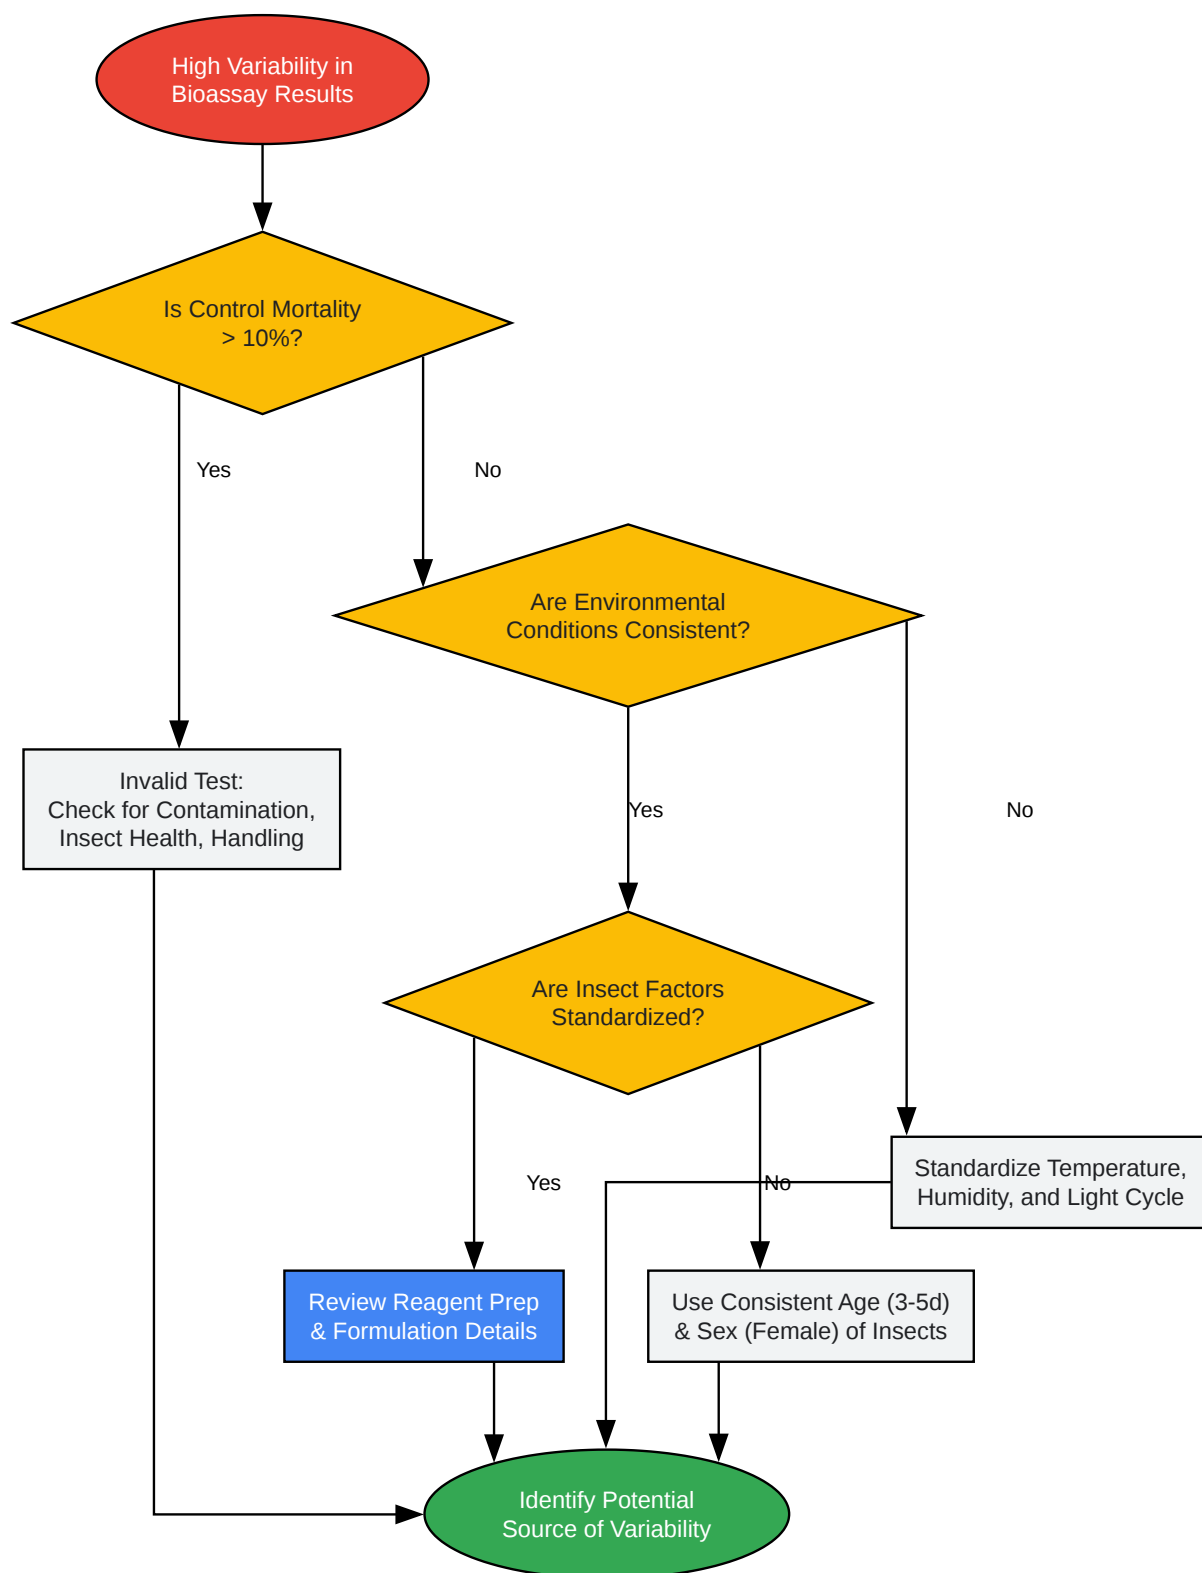 High Variability in
Bioassay Results
Is Control Mortality
> 10%?
Yes
No
Are Environmental
Conditions Consistent?
Invalid Test:
Check for Contamination,
Insect Health, Handling
Yes
No
Are Insect Factors
Standardized?
Standardize Temperature,
Humidity, and Light Cycle
Yes
No
Review Reagent Prep
& Formulation Details
Use Consistent Age (3-5d)
& Sex (Female) of Insects
Identify Potential
Source of Variability